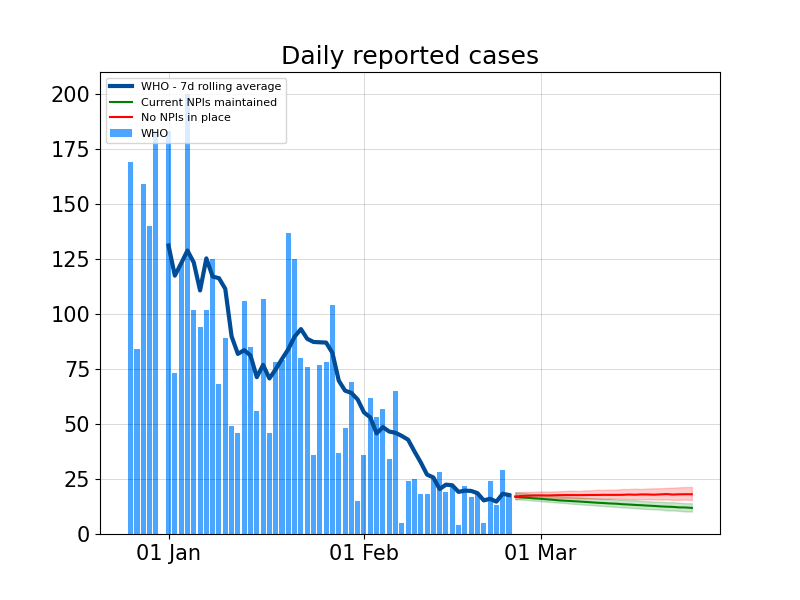 Daily reported cases
WHO - 7d rolling average
Current NPIs maintained
No NPIs in place
WHO
200
175
150
125
100
75
50
25
0
01 Jan
01 Feb
01 Mar